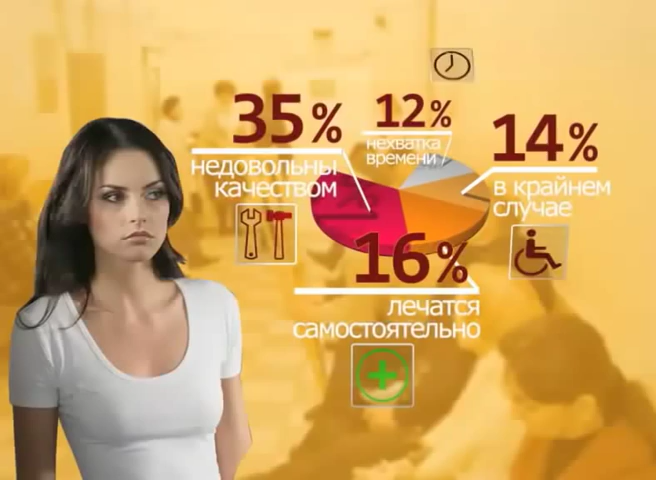 35%
недовольны
качеством
12%
нехватка
времени
14%
в крайнем
случае
16%
лечатся
самостоятельно